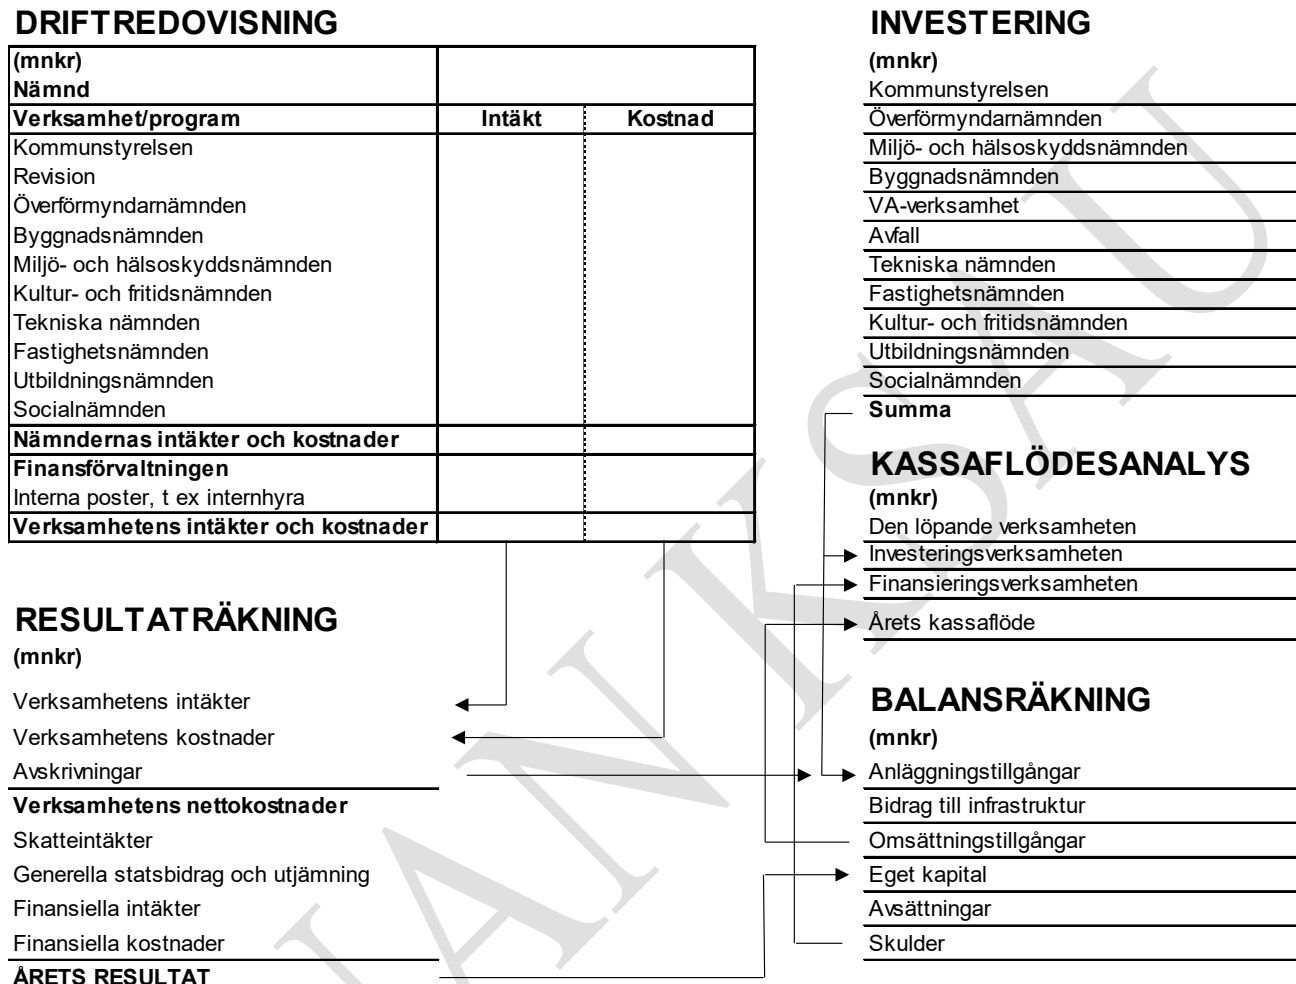 DRIFTREDOVISNING
(mnkr)
Nämnd
Verksamhet/program Intäkt Kostnad
Kommunstyrelsen
Revision
Överförmyndarnämnden
Byggnadsnämnden
Miljö- och hälsoskyddsnämnden
Kultur- och fritidsnämnden
Tekniska nämnden
Fastighetsnämnden
Utbildningsnämnden
Socialnämnden
Nämndernas intäkter och kostnader
Finansförvaltningen
Interna poster, t ex internhyra
Verksamhetens intäkter och kostnader
RESULTATRÄKNING
(mnkr)
Verksamhetens intäkter
Verksamhetens kostnader
Avskrivningar
Verksamhetens nettokostnader
Skatteintäkter
Generella statsbidrag och utjämning
Finansiella intäkter
Finansiella kostnader
ÅRETS RESULTAT
INVESTERING
(mnkr)
Kommunstyrelsen
Överförmyndarnämnden
Miljö- och hälsoskyddsnämnden
Byggnadsnämnden
VA-verksamhet
Avfall
Tekniska nämnden
Fastighetsnämnden
Kultur- och fritidsnämnden
Utbildningsnämnden
Socialnämnden
Summa
KASSAFLÖDESANALYS
(mnkr)
Den löpande verksamheten
Investeringsverksamheten
Finansieringsverksamheten
Årets kassaflöde
BALANSRÄKNING
(mnkr)
Anläggningstillgångar
Bidrag till infrastruktur
Omsättningstillgångar
Eget kapital
Avsättningar
Skulder